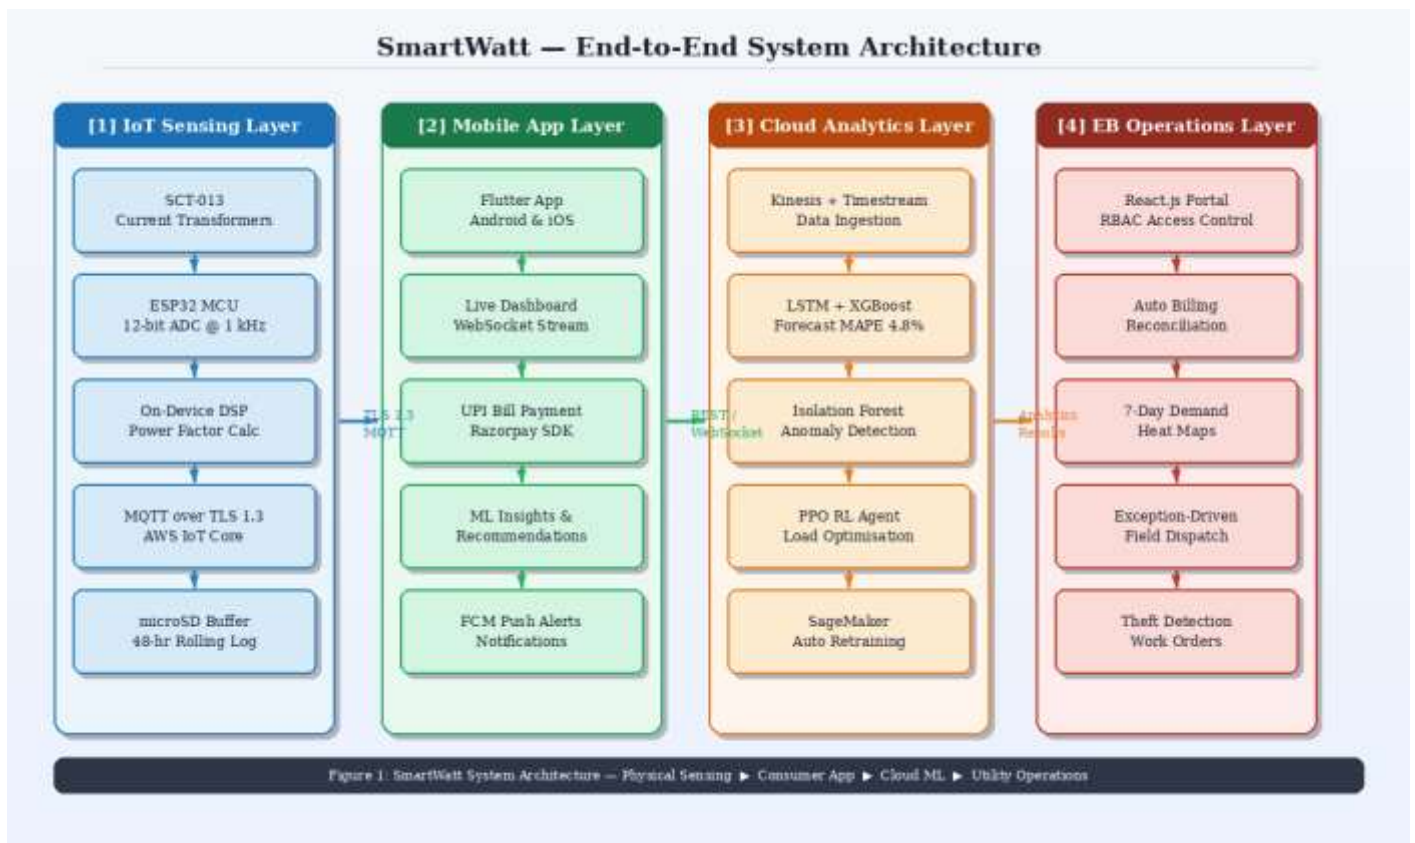 SmartWatt — End-to-End System Architecture
[1] IoT Sensing Layer
SCT-013
Current Transformers
ESP32 MCU
12-bit ADC @ 1 kHz
On-Device DSP
Power Factor Calc
MQTT over TLS 1.3
AWS IoT Core
microSD Buffer
48-hr Rolling Log
TLS 1.3
MQTT
[2] Mobile App Layer
Flutter App
Android & iOS
Live Dashboard
WebSocket Stream
UPI Bill Payment
Razorpay SDK
ML Insights &
Recommendations
FCM Push Alerts
Notifications
REST /
WebSocket
[3] Cloud Analytics Layer
Kinesis + Timestream
Data Ingestion
LSTM + XGBoost
Forecast MAPE 4.8%
Isolation Forest
Anomaly Detection
PPO RL Agent
Load Optimisation
SageMaker
Auto Retraining
Analytics
Results
[4] EB Operations Layer
React.js Portal
RBAC Access Control
Auto Billing
Reconciliation
7-Day Demand
Heat Maps
Exception-Driven
Field Dispatch
Theft Detection
Work Orders
Figure 1: SmartWatt System Architecture — Physical Sensing ► Consumer App ► Cloud ML ► Utility Operations